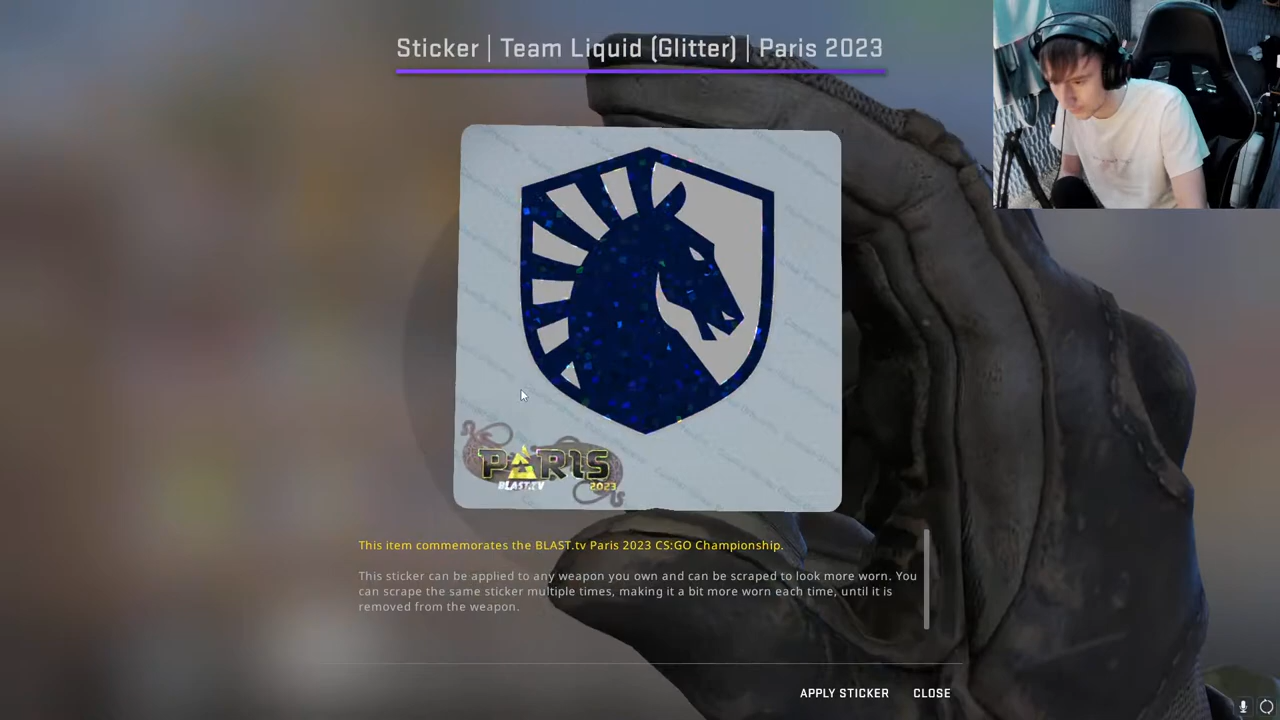 Sticker | Team Liquid (Glitter) | Paris 2023
PARIS
BLAST.TV 2023
This item commemorates the BLAST.tv Paris 2023 CS:GO Championship.
This sticker can be applied to any weapon you own and can be scraped to look more worn. You
can scrape the same sticker multiple times, making it a bit more worn each time, until it is
removed from the weapon.
APPLY STICKER CLOSE